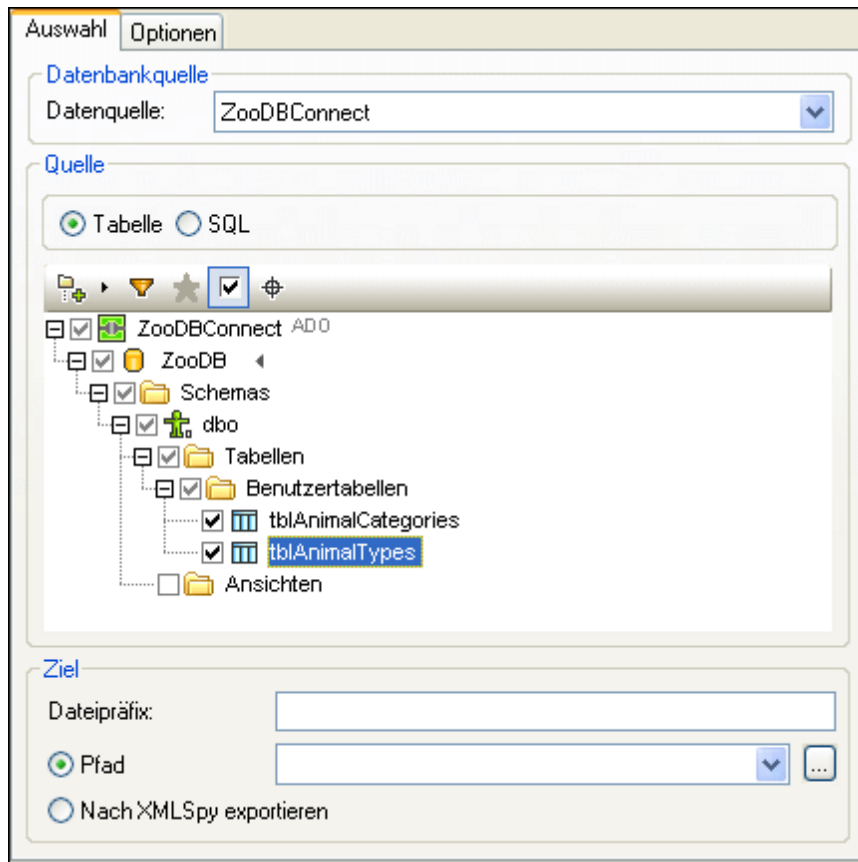 Auswahl Optionen
Datenbankquelle
Datenquelle: ZooDBConnect
Quelle
Tabelle SQL
ZooDBConnect ADO
ZooDB
Schemas
dbo
Tabellen
Benutzertabellen
tblAnimalCategories
tblAnimalTypes
Ansichten
Ziel
Dateipräfix:
Pfad ...
Nach XMLSpy exportieren